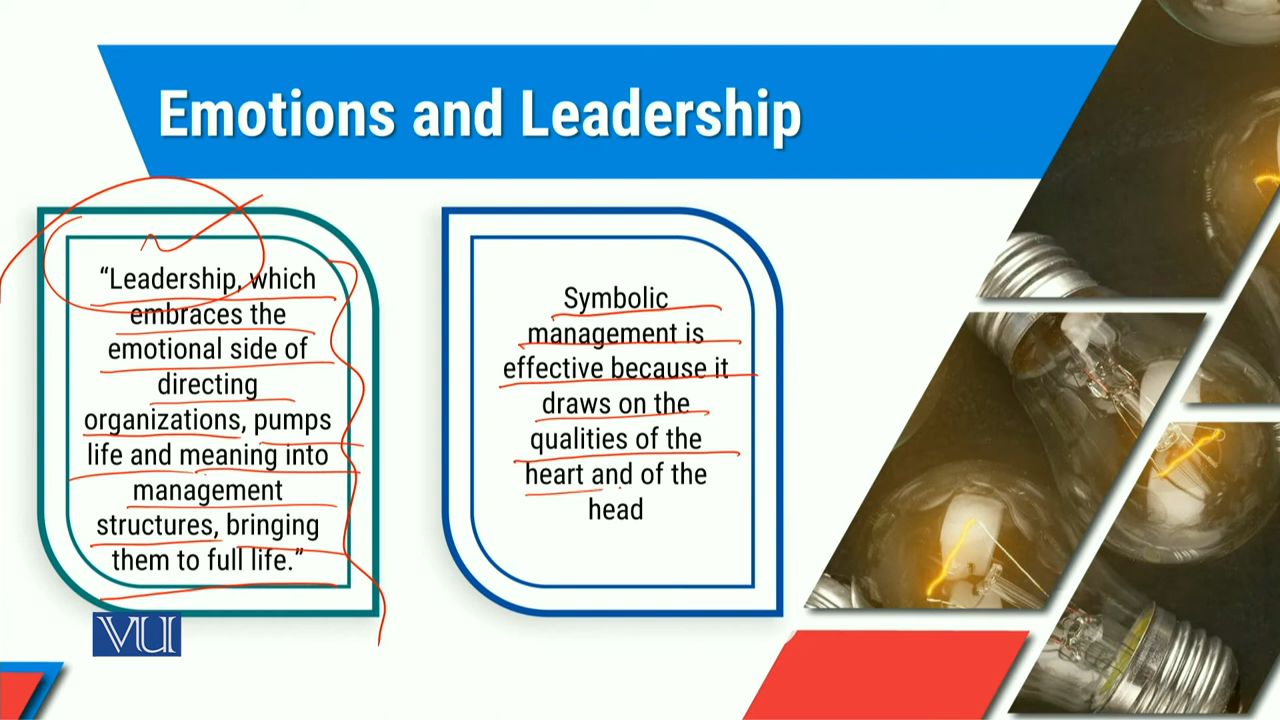 Emotions and Leadership
“Leadership, which
embraces the
emotional side of
directing
organizations, pumps
life and meaning into
management
structures, bringing
them to full life.”
Symbolic
management is
effective because it
draws on the
qualities of the
heart and of the
head
VU